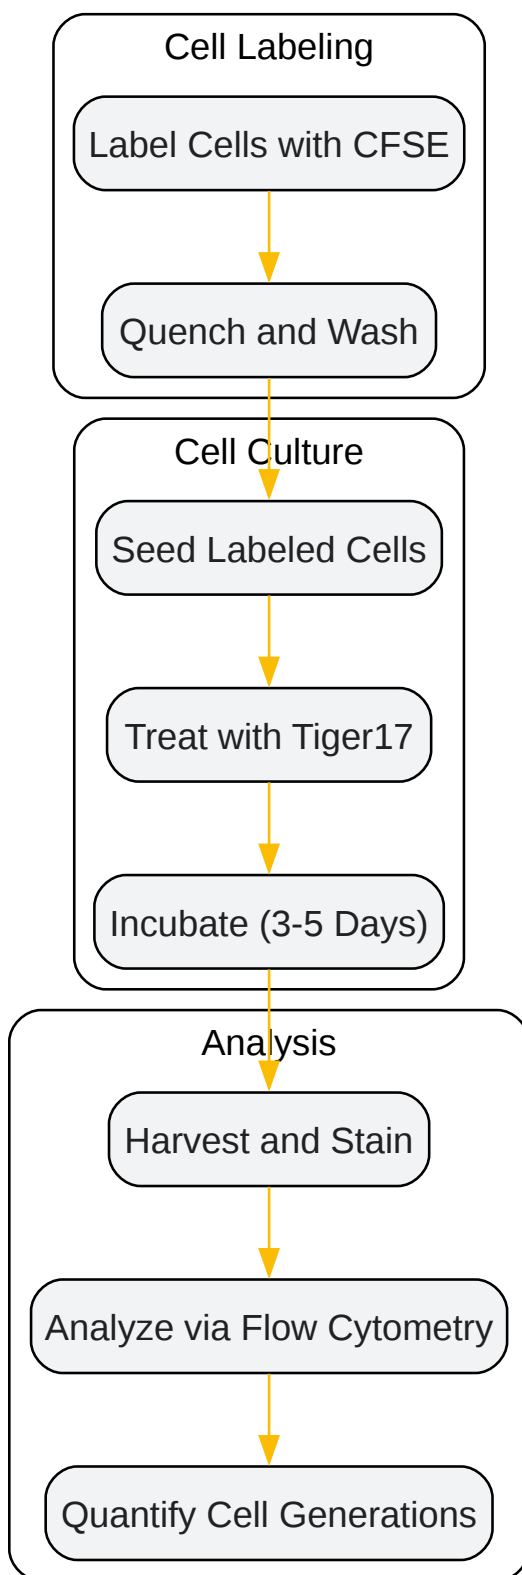 Cell Labeling
Label Cells with CFSE
Quench and Wash
Cell Culture
Seed Labeled Cells
Treat with Tiger17
Incubate (3-5 Days)
Analysis
Harvest and Stain
Analyze via Flow Cytometry
Quantify Cell Generations